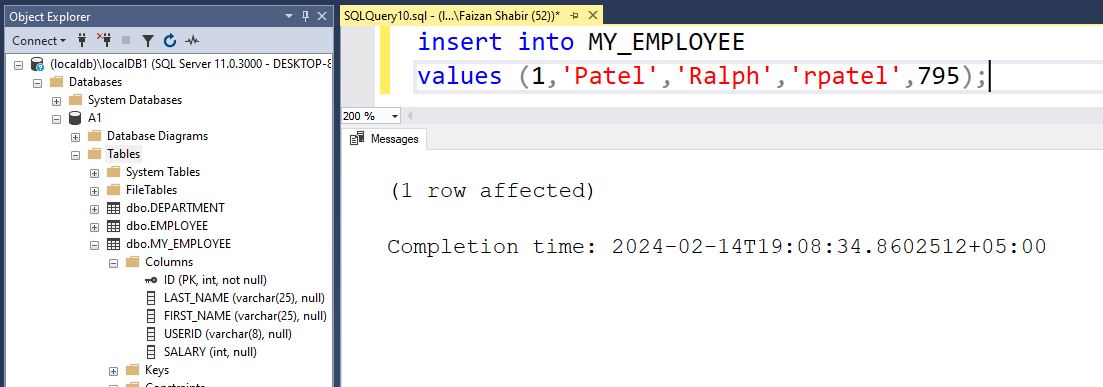 Object Explorer
Connect
(localdb)\localDB1 (SQL Server 11.0.3000 - DESKTOP-8
Databases
System Databases
A1
Database Diagrams
Tables
System Tables
FileTables
dbo.DEPARTMENT
dbo.EMPLOYEE
dbo.MY_EMPLOYEE
Columns
ID (PK, int, not null)
LAST_NAME (varchar(25), null)
FIRST_NAME (varchar(25), null)
USERID (varchar(8), null)
SALARY (int, null)
Keys
Constraints
SQLQuery10.sql - (l...\Faizan Shabir (52))*
insert into MY_EMPLOYEE
values (1,'Patel','Ralph','rpatel',795);
200 %
Messages
(1 row affected)
Completion time: 2024-02-14T19:08:34.8602512+05:00